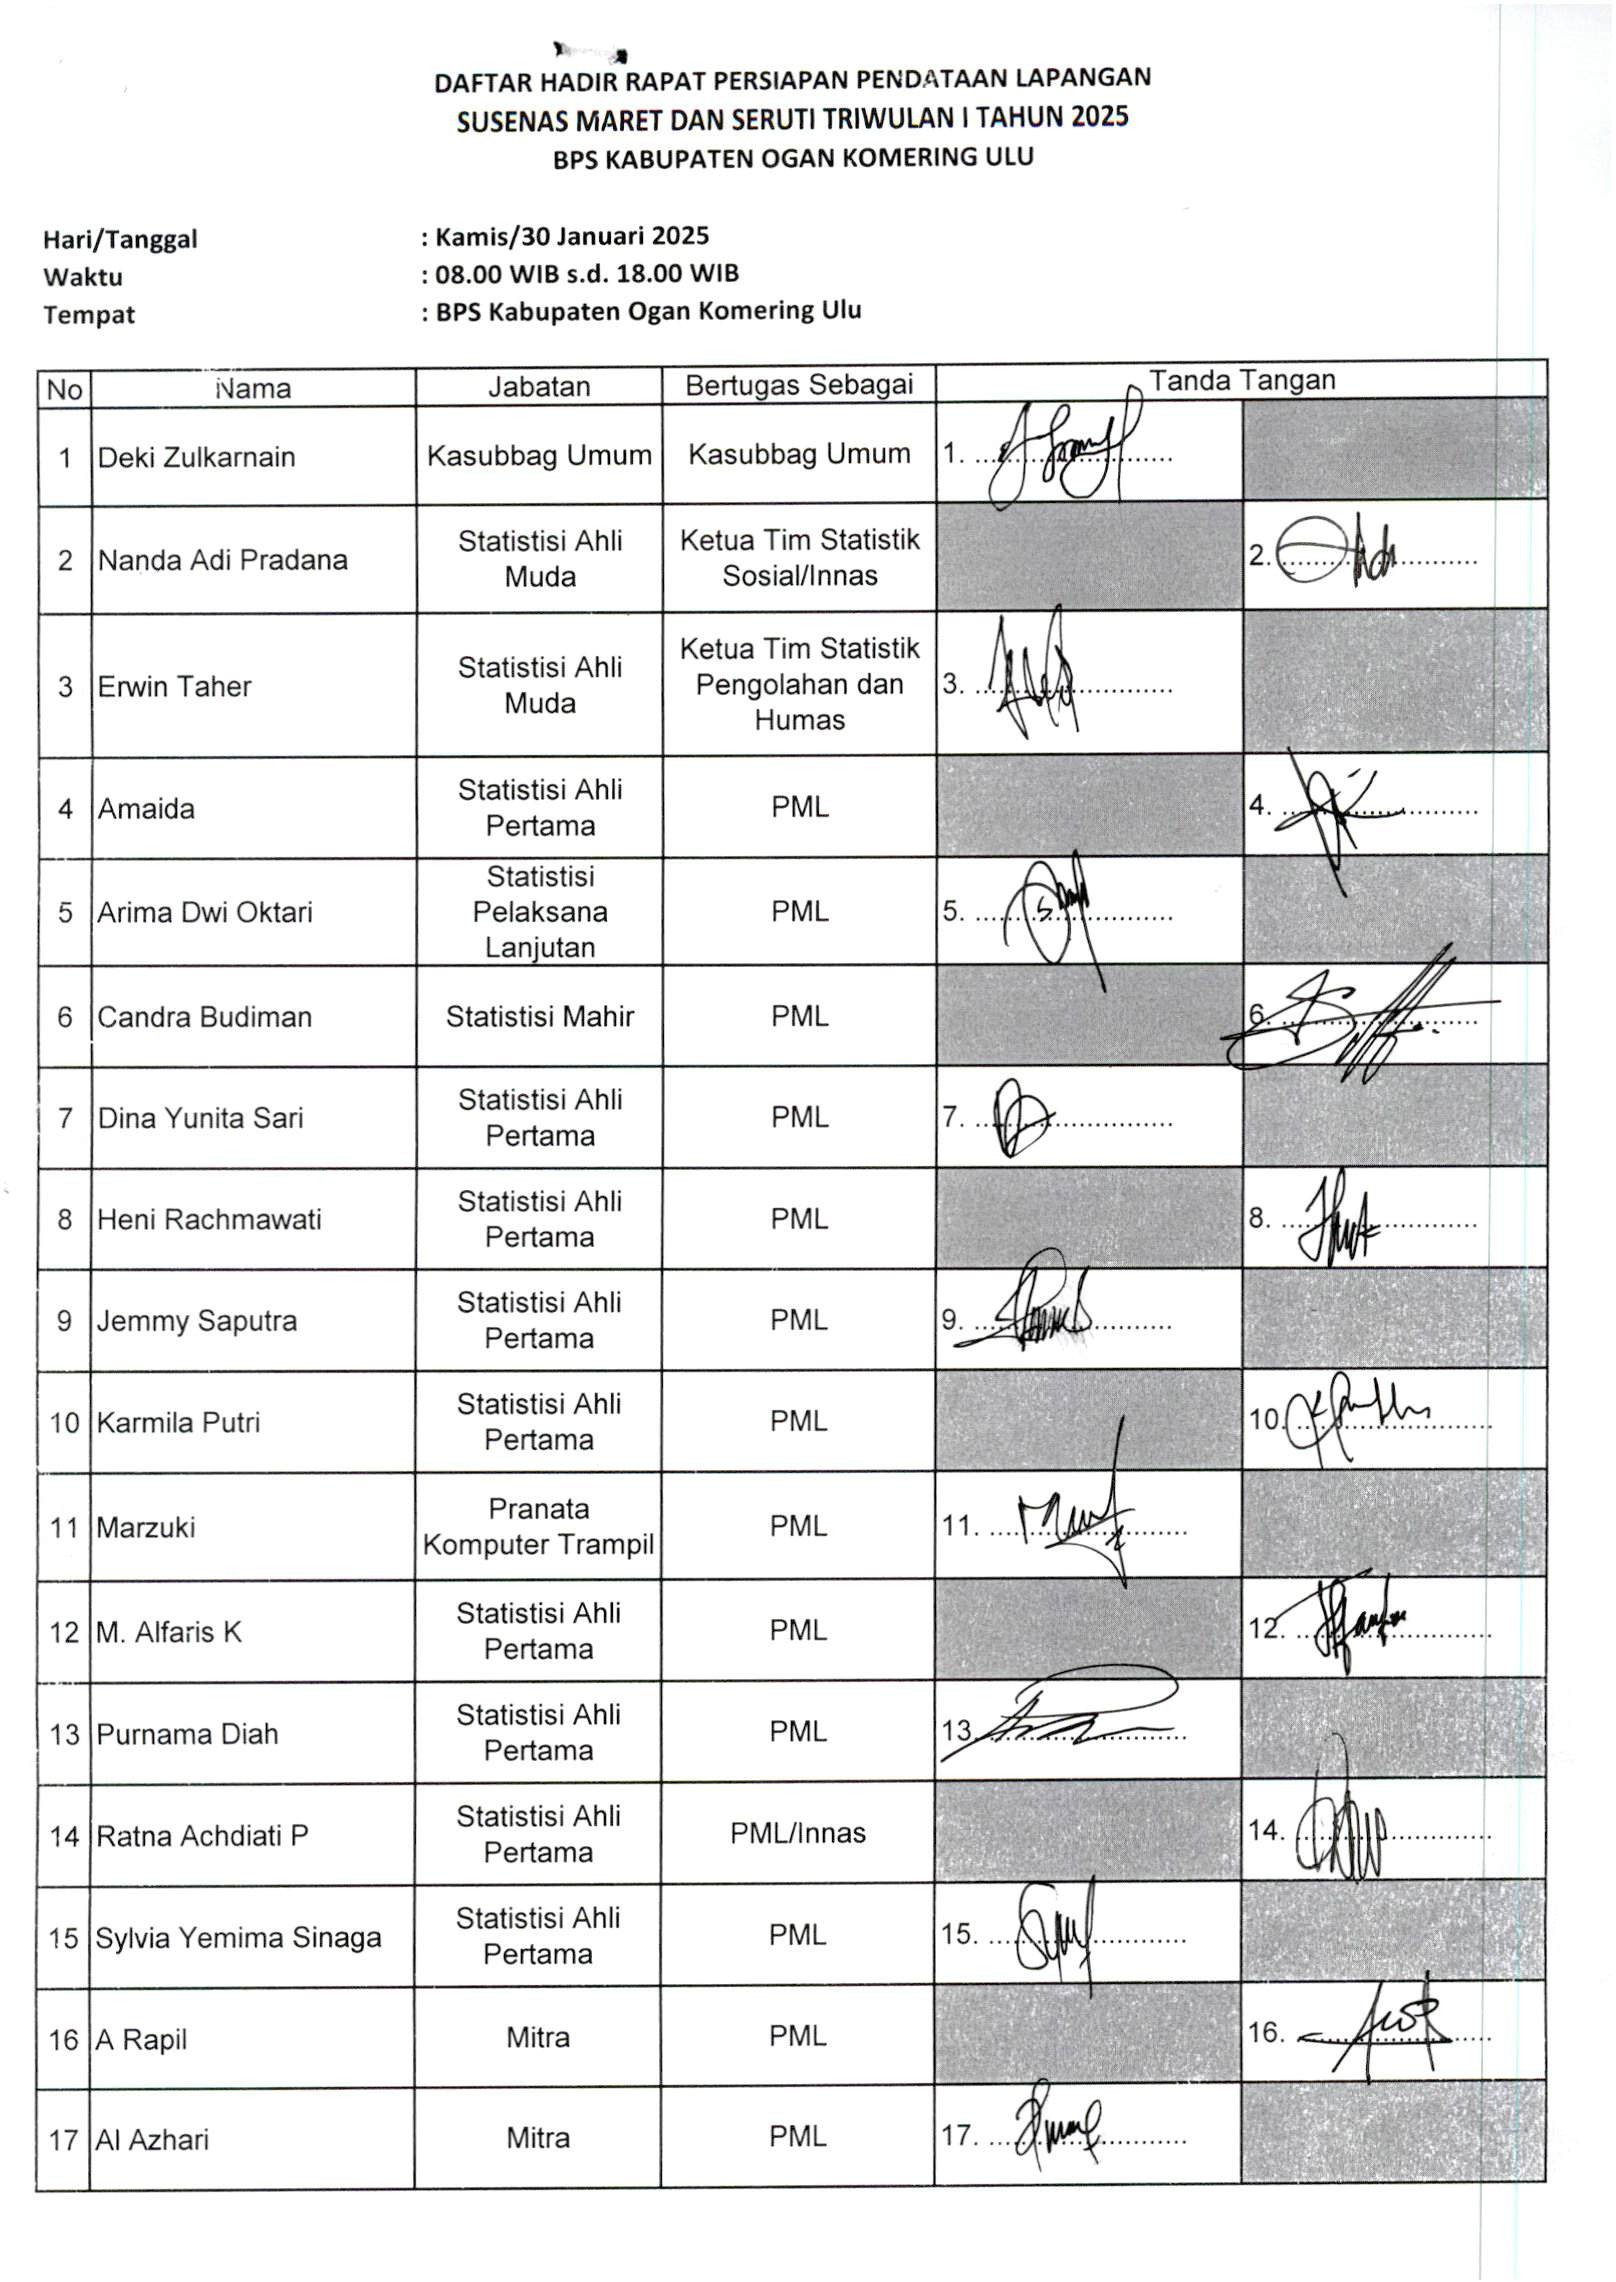 DAFTAR HADIR RAPAT PERSIAPAN PENDATAAN LAPANGAN
SUSENAS MARET DAN SERUTI TRIWULAN I TAHUN 2025
BPS KABUPATEN OGAN KOMERING ULU
Hari/Tanggal : Kamis/30 Januari 2025
Waktu : 08.00 WIB s.d. 18.00 WIB
Tempat : BPS Kabupaten Ogan Komering Ulu
No Nama Jabatan Bertugas Sebagai Tanda Tangan
1 Deki Zulkarnain Kasubbag Umum Kasubbag Umum 1. ..........
2 Nanda Adi Pradana Statistisi Ahli Muda Ketua Tim Statistik Sosial/Innas 2. ..........
3 Erwin Taher Statistisi Ahli Muda Ketua Tim Statistik Pengolahan dan Humas 3. ..........
4 Amaida Statistisi Ahli Pertama PML 4. ..........
5 Arima Dwi Oktari Statistisi Pelaksana Lanjutan PML 5. ..........
6 Candra Budiman Statistisi Mahir PML 6. ..........
7 Dina Yunita Sari Statistisi Ahli Pertama PML 7. ..........
8 Heni Rachmawati Statistisi Ahli Pertama PML 8. ..........
9 Jemmy Saputra Statistisi Ahli Pertama PML 9. ..........
10 Karmila Putri Statistisi Ahli Pertama PML 10. ..........
11 Marzuki Pranata Komputer Trampil PML 11. ..........
12 M. Alfaris K Statistisi Ahli Pertama PML 12. ..........
13 Purnama Diah Statistisi Ahli Pertama PML 13. ..........
14 Ratna Achdiati P Statistisi Ahli Pertama PML/Innas 14. ..........
15 Sylvia Yemima Sinaga Statistisi Ahli Pertama PML 15. ..........
16 A Rapil Mitra PML 16. ..........
17 Al Azhari Mitra PML 17. ..........